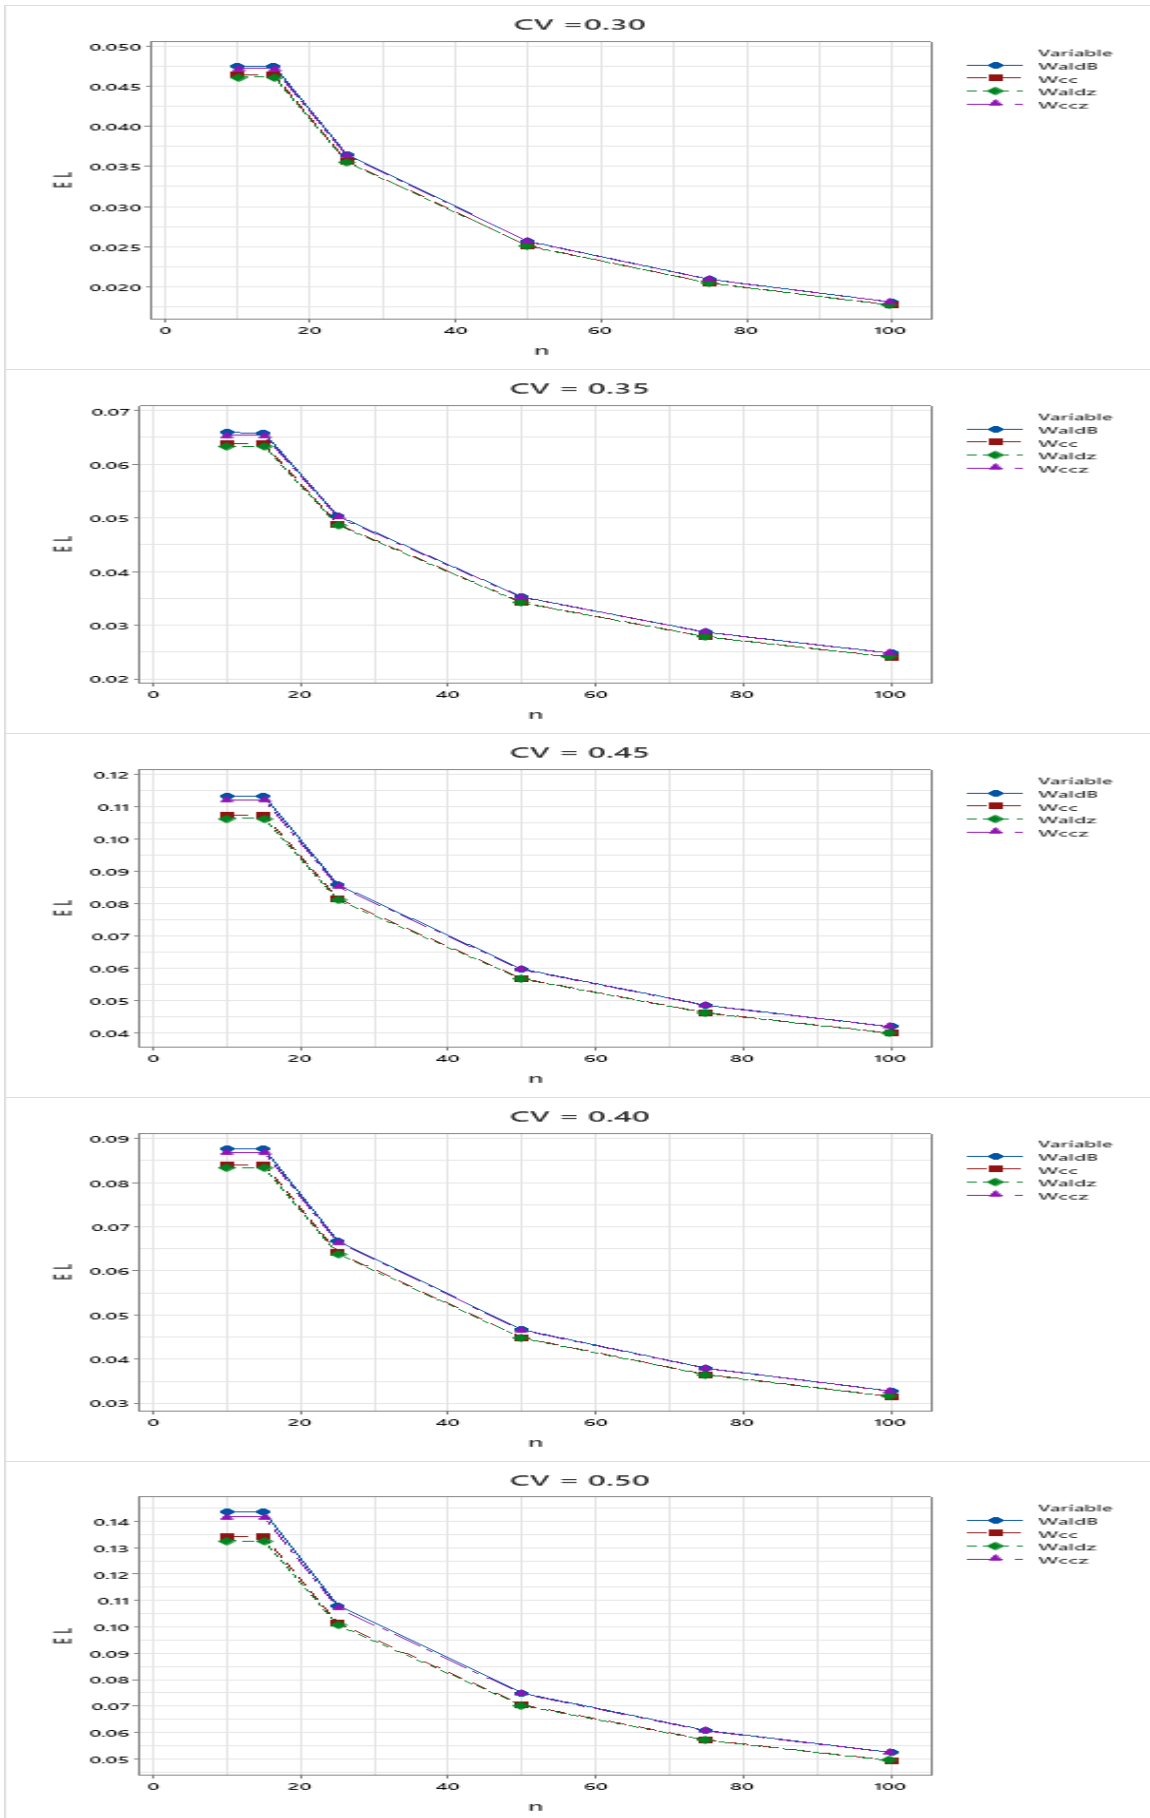 CV =0.30
0.050
0.045
0.040
0.035
0.030
0.025
0.020
EL
0 20 40 60 80 100
n
Variable
WaldB
Wcc
Waldz
Wccz
CV = 0.35
0.07
0.06
0.05
0.04
0.03
0.02
EL
0 20 40 60 80 100
n
Variable
WaldB
Wcc
Waldz
Wccz
CV = 0.45
0.12
0.11
0.10
0.09
0.08
0.07
0.06
0.05
0.04
EL
0 20 40 60 80 100
n
Variable
WaldB
Wcc
Waldz
Wccz
CV = 0.40
0.09
0.08
0.07
0.06
0.05
0.04
0.03
EL
0 20 40 60 80 100
n
Variable
WaldB
Wcc
Waldz
Wccz
CV = 0.50
0.14
0.13
0.12
0.11
0.10
0.09
0.08
0.07
0.06
0.05
EL
0 20 40 60 80 100
n
Variable
WaldB
Wcc
Waldz
Wccz